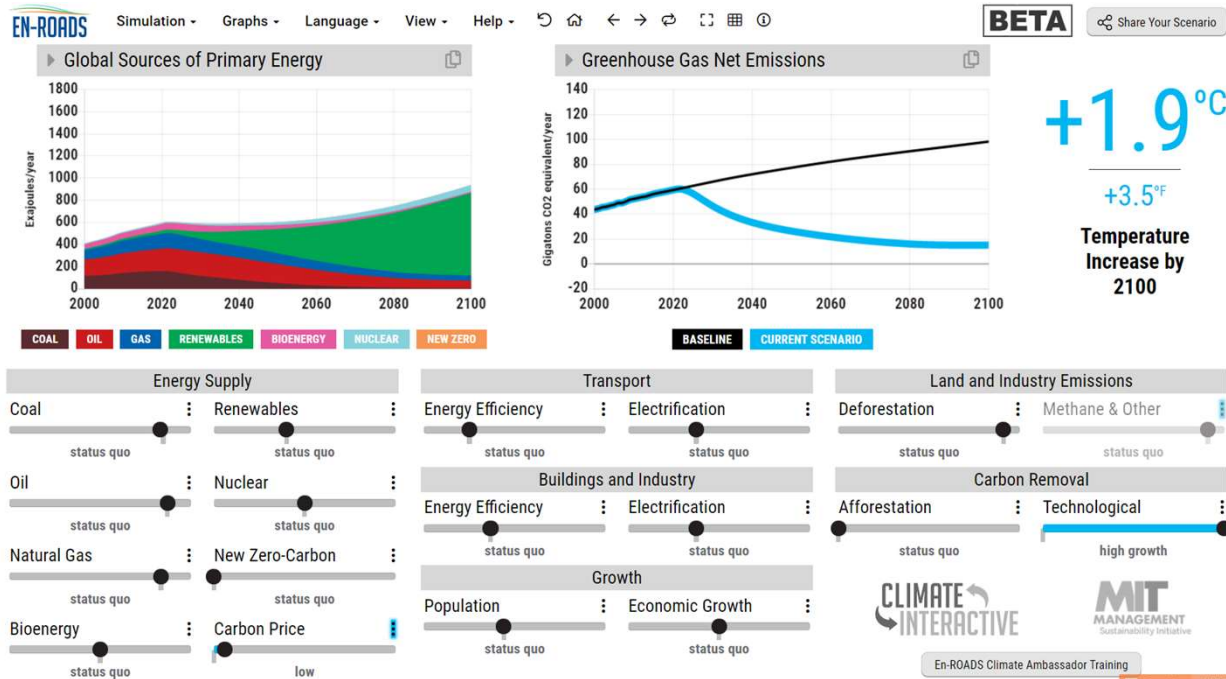 EN-ROADS
Simulation
Graphs
Language
View
Help
BETA
Share Your Scenario
Global Sources of Primary Energy
1800
1600
1400
1200
1000
800
600
400
200
0
Exajoules/year
2000 2020 2040 2060 2080 2100
COAL OIL GAS RENEWABLES BIOENERGY NUCLEAR NEW ZERO
Greenhouse Gas Net Emissions
140
120
100
80
60
40
20
0
-20
Gigatons CO2 equivalent/year
2000 2020 2040 2060 2080 2100
BASELINE CURRENT SCENARIO
+1.9 °C
+3.5°F
Temperature
Increase by
2100
Energy Supply
Coal
status quo
Renewables
status quo
Oil
status quo
Nuclear
status quo
Natural Gas
status quo
New Zero-Carbon
status quo
Bioenergy
status quo
Carbon Price
low
Transport
Energy Efficiency
status quo
Electrification
status quo
Buildings and Industry
Energy Efficiency
status quo
Electrification
status quo
Growth
Population
status quo
Economic Growth
status quo
Land and Industry Emissions
Deforestation
status quo
Methane & Other
status quo
Carbon Removal
Afforestation
status quo
Technological
high growth
CLIMATE
INTERACTIVE
MIT
MANAGEMENT
Sustainability Initiative
En-ROADS Climate Ambassador Training